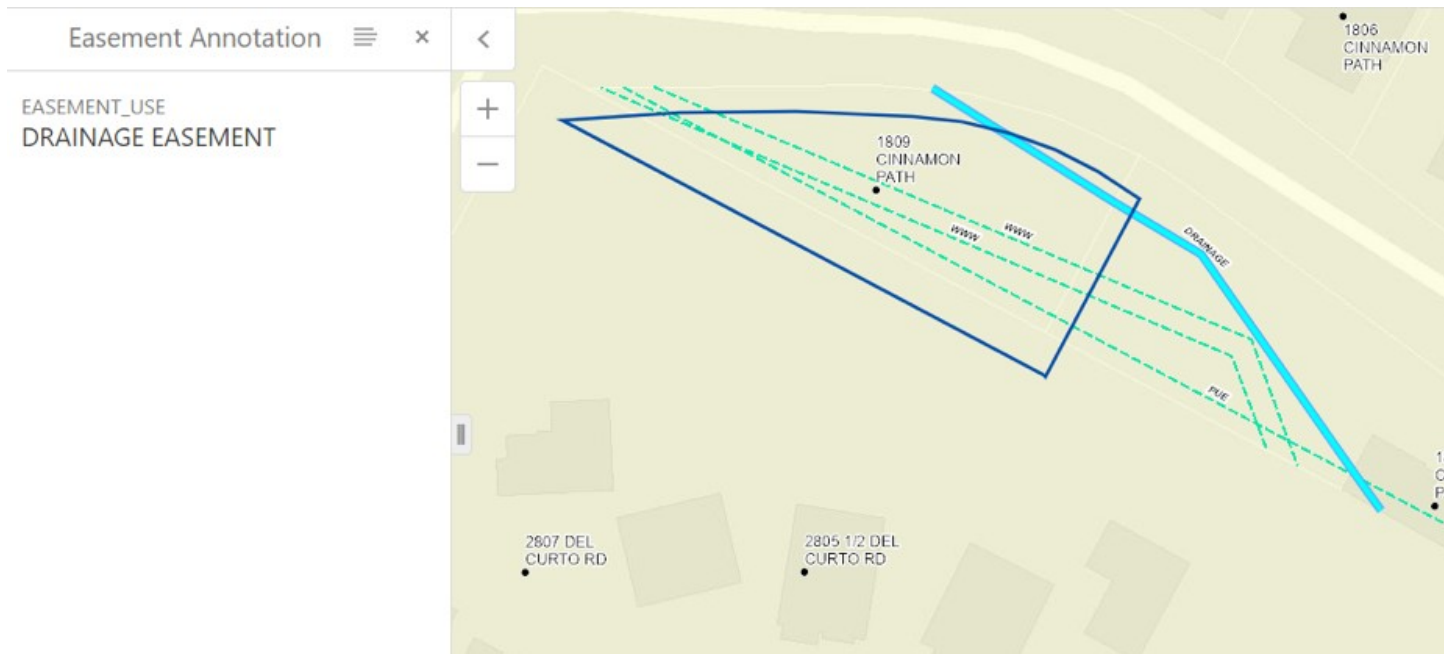 Easement Annotation
EASEMENT_USE
DRAINAGE EASEMENT
1806
CINNAMON
PATH
1809
CINNAMON
PATH
WWW
WWW
DRAINAGE
PUE
2807 DEL
CURTO RD
2805 1/2 DEL
CURTO RD